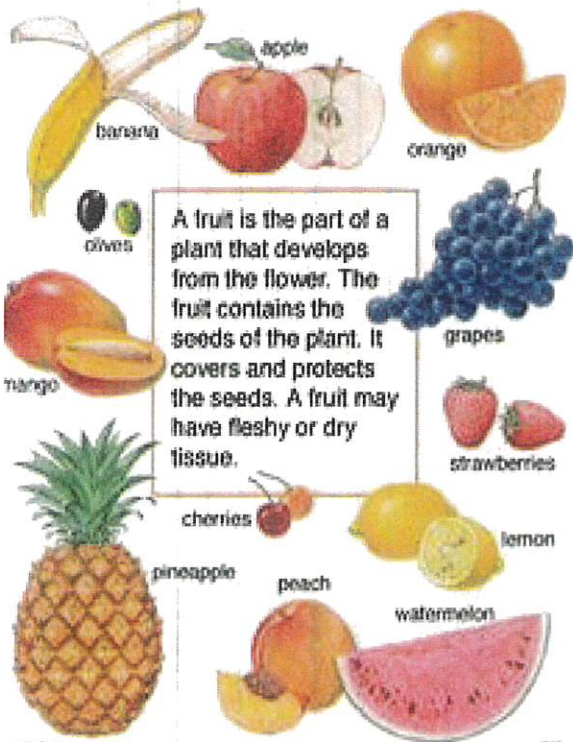 apple
banana
orange
olives
A fruit is the part of a
plant that develops
from the flower. The
fruit contains the
seeds of the plant. It
covers and protects
the seeds. A fruit may
have fleshy or dry
tissue.
grapes
mango
strawberries
cherries
lemon
pineapple
peach
watermelon